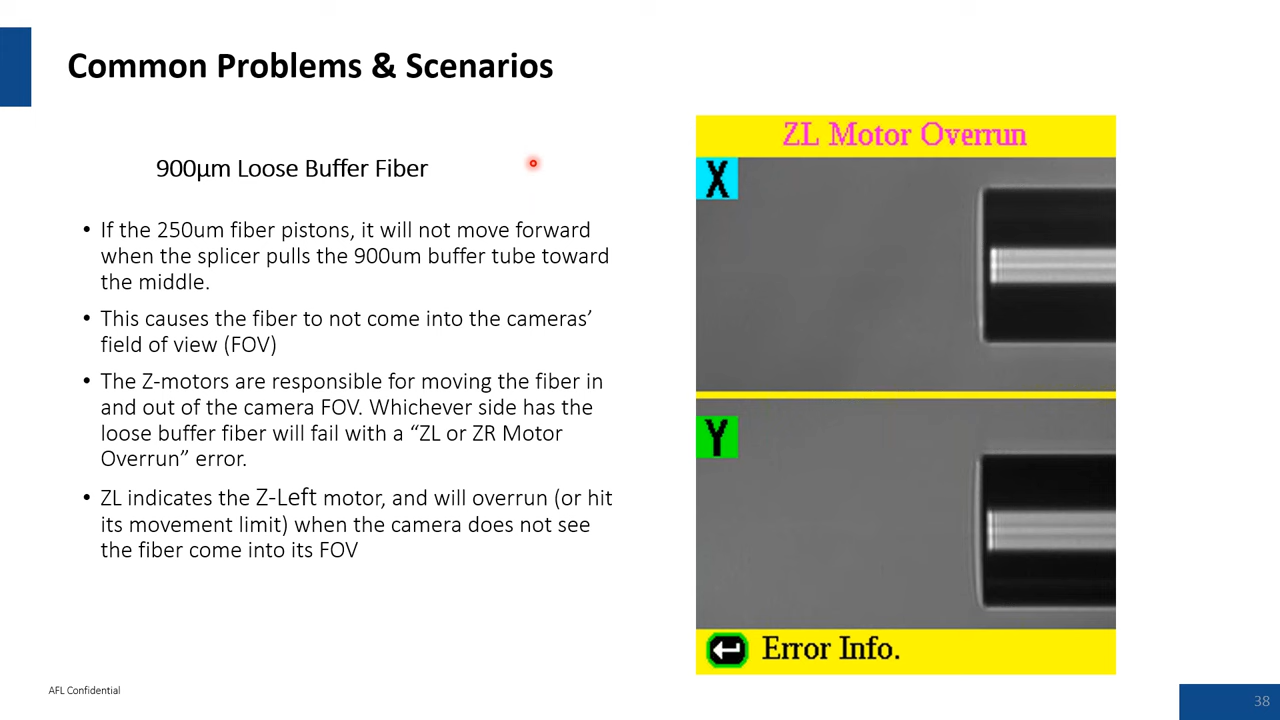 Common Problems & Scenarios
900µm Loose Buffer Fiber
• If the 250um fiber pistons, it will not move forward
when the splicer pulls the 900um buffer tube toward
the middle.
• This causes the fiber to not come into the cameras’
field of view (FOV)
• The Z-motors are responsible for moving the fiber in
and out of the camera FOV. Whichever side has the
loose buffer fiber will fail with a “ZL or ZR Motor
Overrun” error.
• ZL indicates the Z-Left motor, and will overrun (or hit
its movement limit) when the camera does not see
the fiber come into its FOV
ZL Motor Overrun
X
Y
Error Info.
AFL Confidential
38